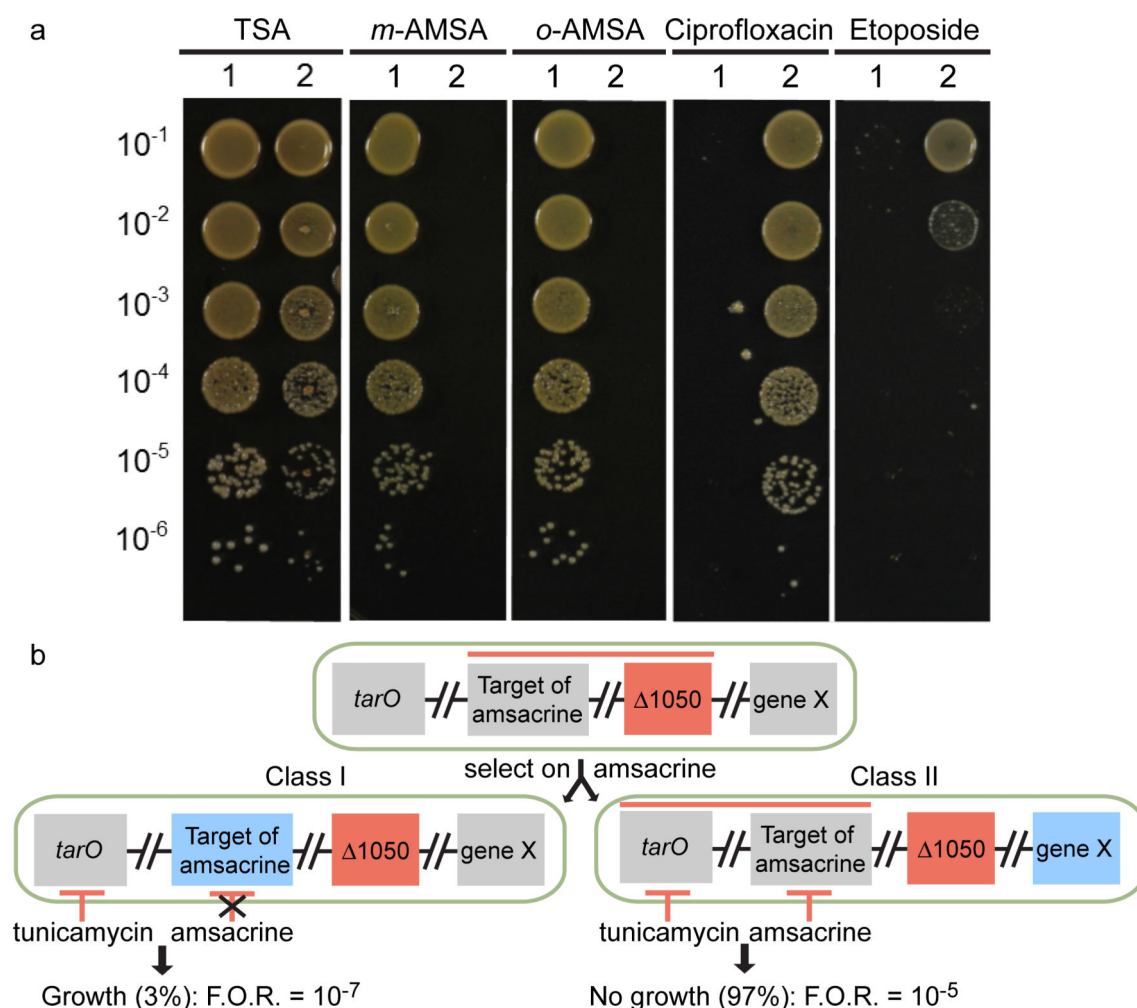 a
TSA m-AMSA o-AMSA Ciprofloxacin Etoposide
1 2 1 2 1 2 1 2 1 2
10⁻¹
10⁻²
10⁻³
10⁻⁴
10⁻⁵
10⁻⁶
b
tarO Target of amsacrine Δ1050 gene X
select on amsacrine
Class I
tarO Target of amsacrine Δ1050 gene X
tunicamycin amsacrine
Growth (3%): F.O.R. = 10⁻⁷
Class II
tarO Target of amsacrine Δ1050 gene X
tunicamycin amsacrine
No growth (97%): F.O.R. = 10⁻⁵